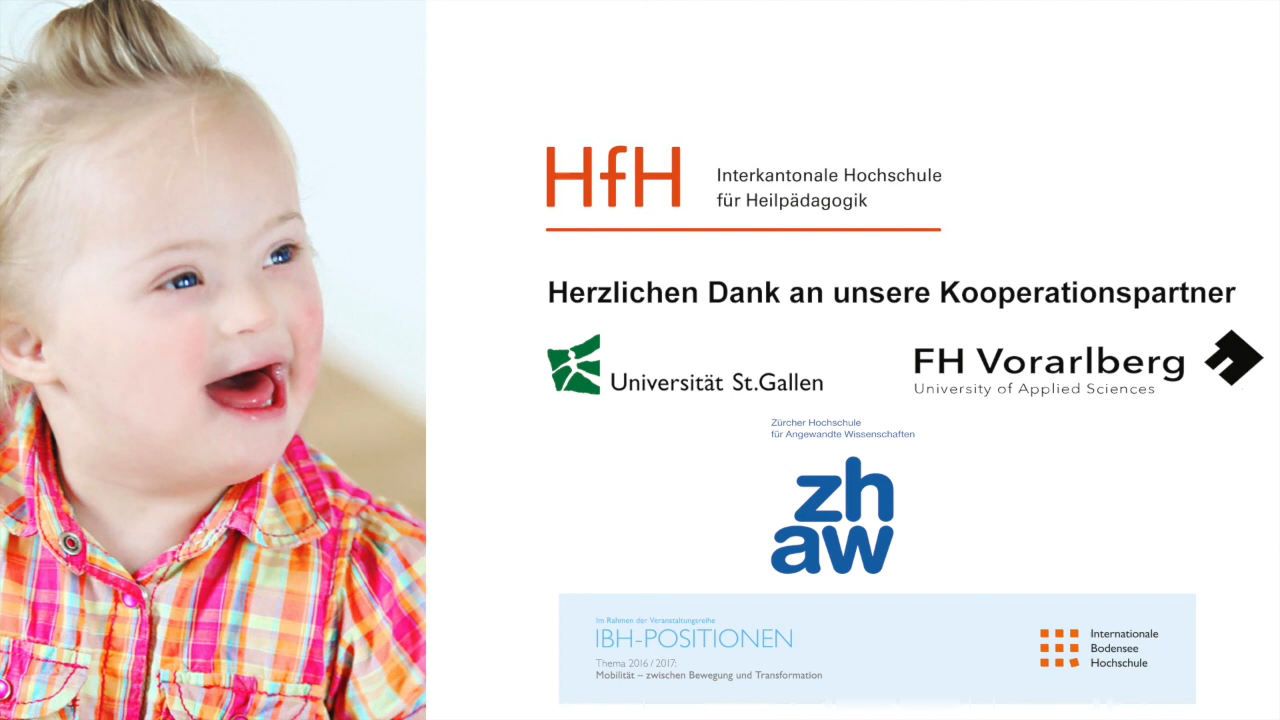 HfH
Interkantonale Hochschule
für Heilpädagogik
Herzlichen Dank an unsere Kooperationspartner
Universität St.Gallen
FH Vorarlberg
University of Applied Sciences
Zürcher Hochschule
für Angewandte Wissenschaften
zh
aw
Im Rahmen der Veranstaltungsreihe
IBH-POSITIONEN
Thema 2016 / 2017:
Mobilität – zwischen Bewegung und Transformation
Internationale
Bodensee
Hochschule